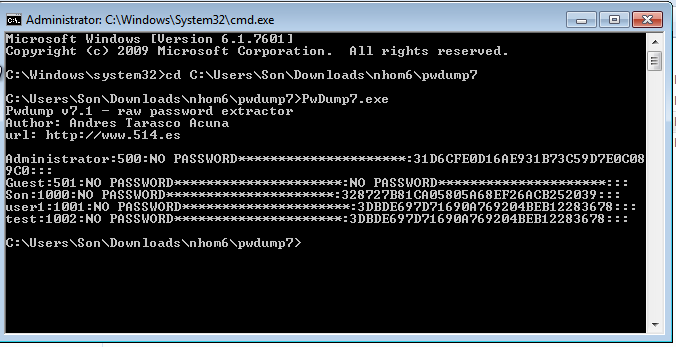 Administrator: C:\Windows\System32\cmd.exe
Microsoft Windows [Version 6.1.7601]
Copyright (c) 2009 Microsoft Corporation.  All rights reserved.
C:\Windows\system32>cd C:\Users\Son\Downloads\nhom6\pwdump7
C:\Users\Son\Downloads\nhom6\pwdump7>PwDump7.exe
Pwdump v7.1 - raw password extractor
Author: Andres Tarasco Acuna
url: http://www.514.es
Administrator:500:NO PASSWORD*********************:31D6CFE0D16AE931B73C59D7E0C08
9C0:::
Guest:501:NO PASSWORD*********************:NO PASSWORD*********************:::
Son:1000:NO PASSWORD*********************:328727B81CA05805A68EF26ACB252039:::
user1:1001:NO PASSWORD*********************:3DBDE697D71690A769204BEB12283678:::
test:1002:NO PASSWORD*********************:3DBDE697D71690A769204BEB12283678:::
C:\Users\Son\Downloads\nhom6\pwdump7>